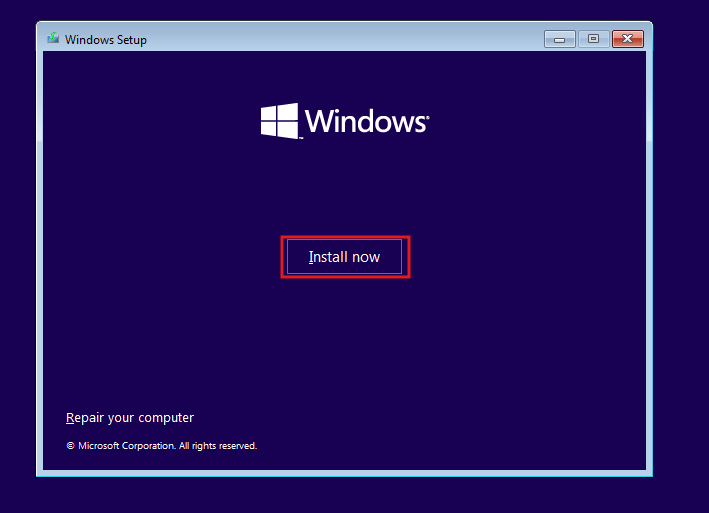 Windows Setup
Windows
Install now
Repair your computer
© Microsoft Corporation. All rights reserved.